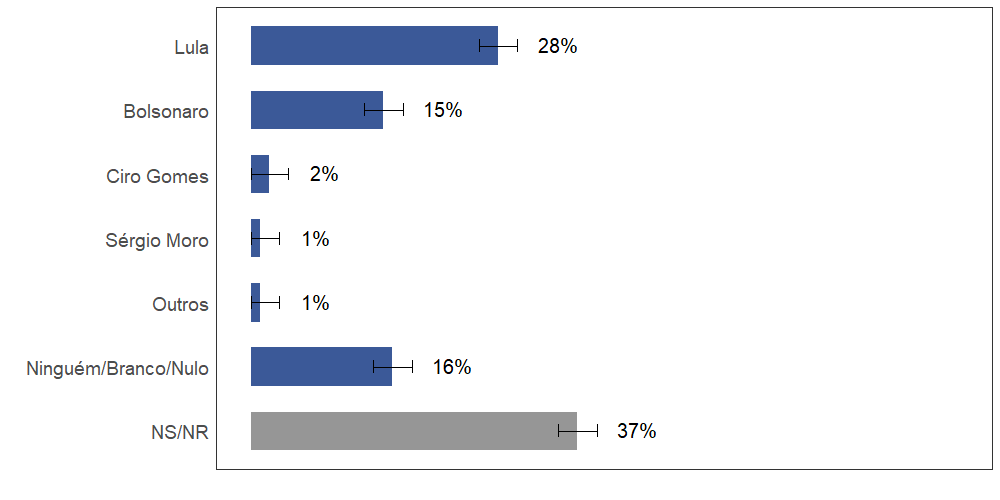 Lula 28%
Bolsonaro 15%
Ciro Gomes 2%
Sérgio Moro 1%
Outros 1%
Ninguém/Branco/Nulo 16%
NS/NR 37%